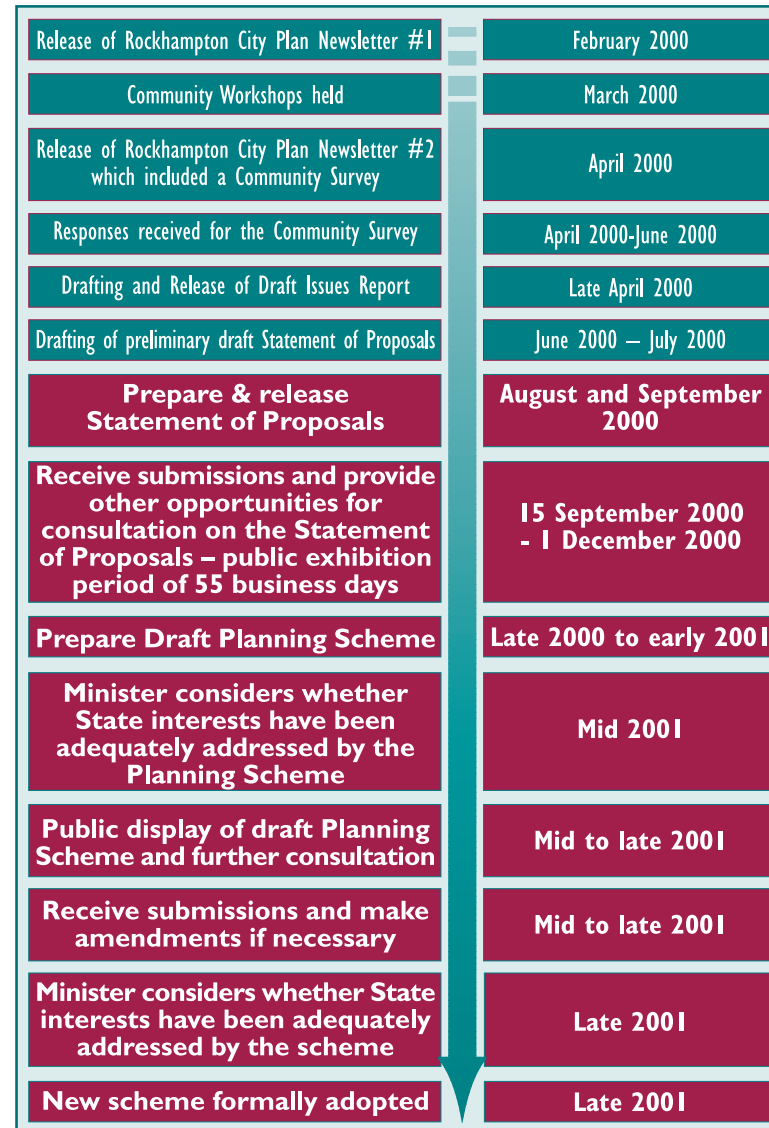 Release of Rockhampton City Plan Newsletter #1
February 2000
Community Workshops held
March 2000
Release of Rockhampton City Plan Newsletter #2
which included a Community Survey
April 2000
Responses received for the Community Survey
April 2000-June 2000
Drafting and Release of Draft Issues Report
Late April 2000
Drafting of preliminary draft Statement of Proposals
June 2000 – July 2000
Prepare & release
Statement of Proposals
August and September
2000
Receive submissions and provide
other opportunities for
consultation on the Statement
of Proposals – public exhibition
period of 55 business days
15 September 2000
- 1 December 2000
Prepare Draft Planning Scheme
Late 2000 to early 2001
Minister considers whether
State interests have been
adequately addressed by the
Planning Scheme
Mid 2001
Public display of draft Planning
Scheme and further consultation
Mid to late 2001
Receive submissions and make
amendments if necessary
Mid to late 2001
Minister considers whether State
interests have been adequately
addressed by the scheme
Late 2001
New scheme formally adopted
Late 2001